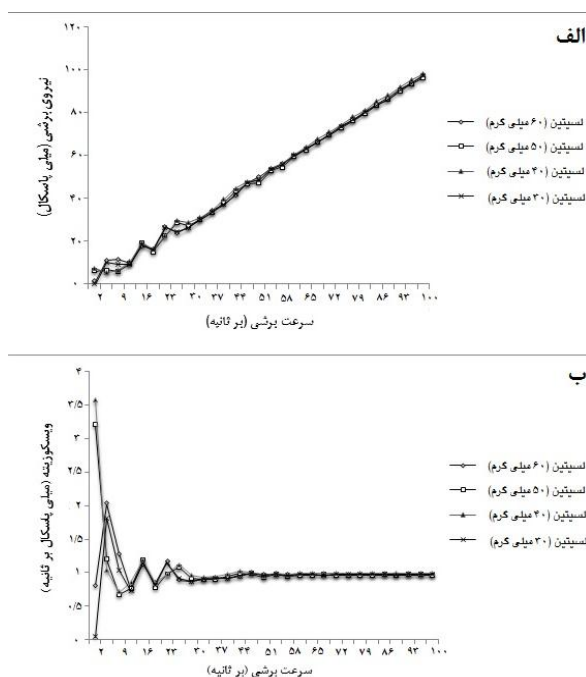 الف
۱۲۰
۱۰۰
۸۰
۶۰
۴۰
۲۰
۰
نیروی برشی (میلی پاسکال)
لسیتین (۶۰ میلی گرم)
لسیتین (۵۰ میلی گرم)
لسیتین (۴۰ میلی گرم)
لسیتین (۳۰ میلی گرم)
۲ ۹ ۱۶ ۲۳ ۳۰ ۳۷ ۴۴ ۵۱ ۵۸ ۶۵ ۷۲ ۷۹ ۸۶ ۹۳ ۱۰۰
سرعت برشی (بر ثانیه)
ب
۴
۳/۵
۳
۲/۵
۲
۱/۵
۱
۰/۵
۰
ویسکوزیته (میلی پاسکال بر ثانیه)
لسیتین (۶۰ میلی گرم)
لسیتین (۵۰ میلی گرم)
لسیتین (۴۰ میلی گرم)
لسیتین (۳۰ میلی گرم)
۲ ۹ ۱۶ ۲۳ ۳۰ ۳۷ ۴۴ ۵۱ ۵۸ ۶۵ ۷۲ ۷۹ ۸۶ ۹۳ ۱۰۰
سرعت برشی (بر ثانیه)